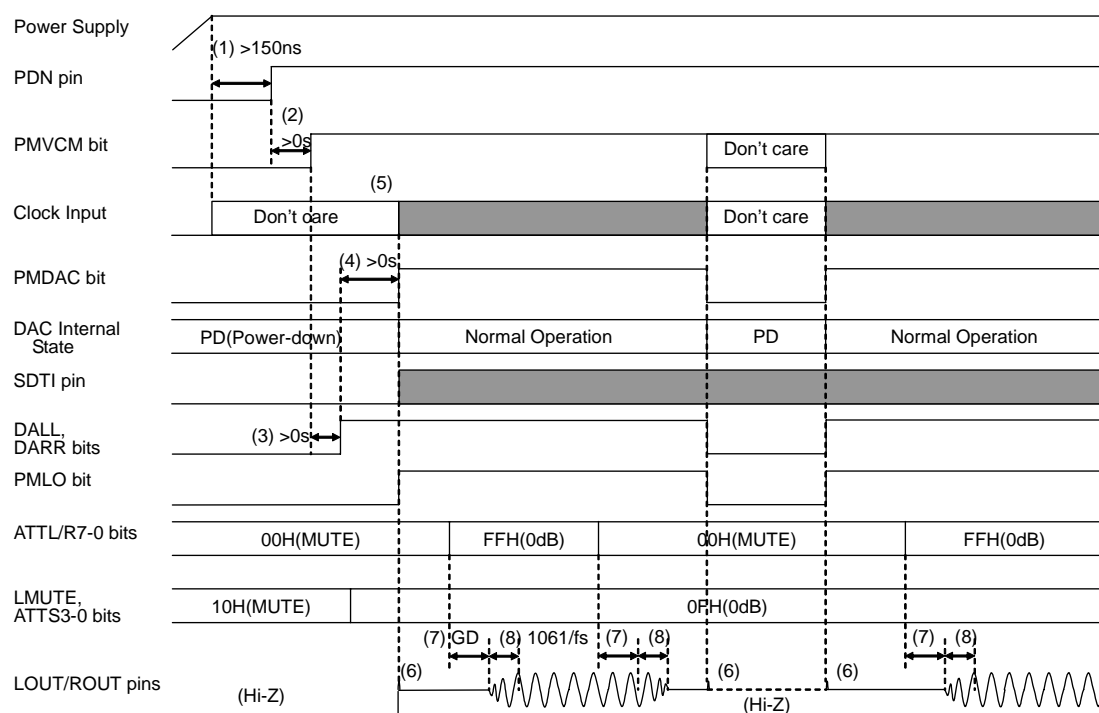 Power Supply
(1) >150ns
PDN pin
(2)
PMVCM bit
>0s
Don't care
(5)
Clock Input
Don't care
Don't care
(4) >0s
PMDAC bit
DAC Internal
State
PD(Power-down)
Normal Operation
PD
Normal Operation
SDTI pin
DALL,
DARR bits
(3) >0s
PMLO bit
ATTL/R7-0 bits
00H(MUTE)
FFH(0dB)
00H(MUTE)
FFH(0dB)
LMUTE,
ATTS3-0 bits
10H(MUTE)
0FH(0dB)
(7) GD
(8)
1061/fs
(7)
(8)
(7)
(8)
LOUT/ROUT pins
(Hi-Z)
(6)
(6)
(Hi-Z)
(6)